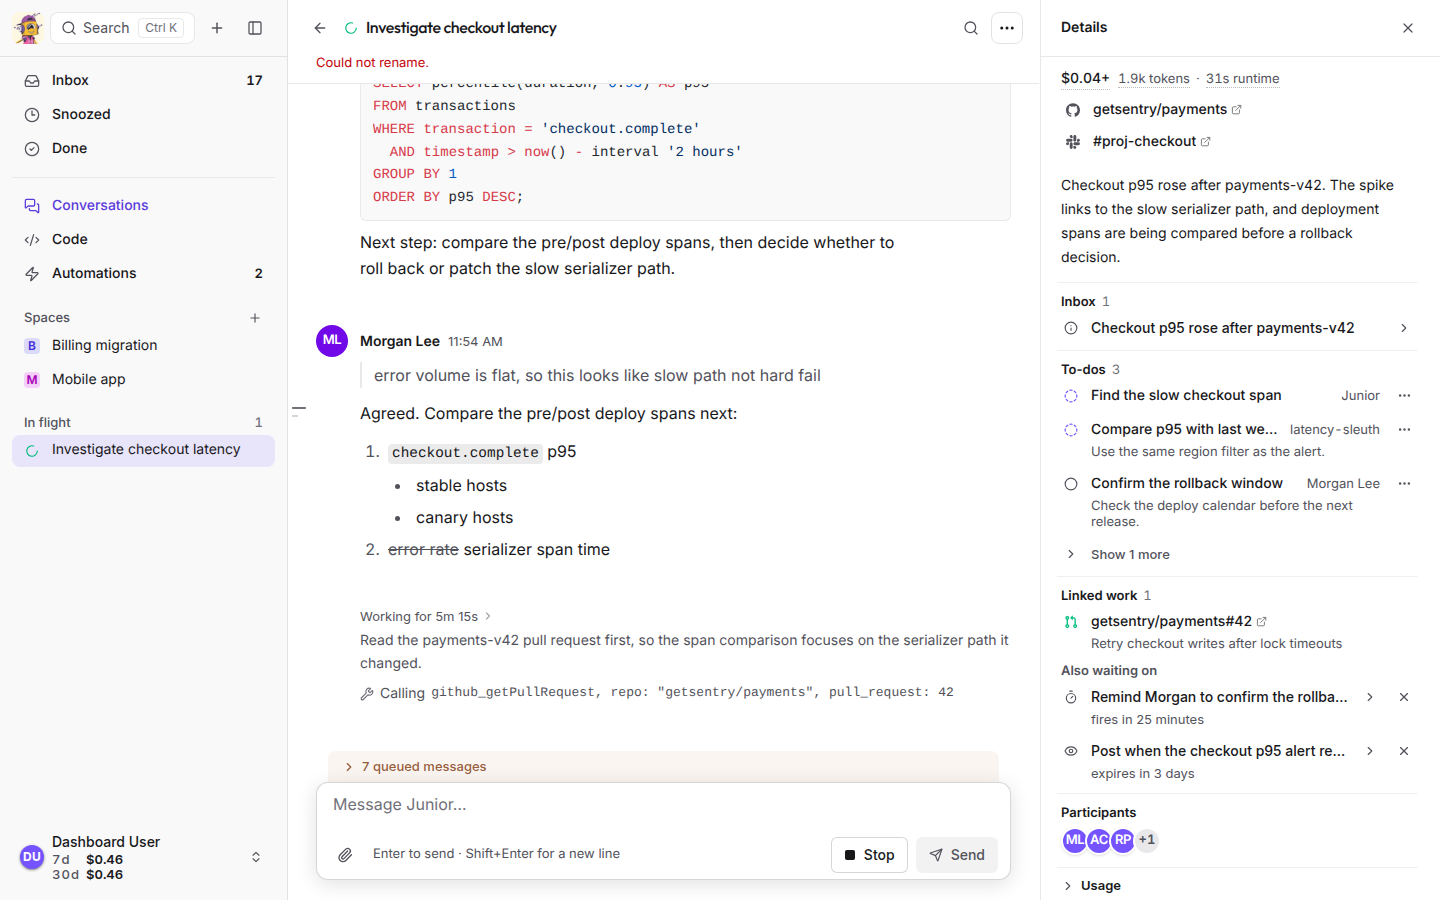 Search
Ctrl K
Inbox
17
Snoozed
Done
Conversations
Code
Automations
2
Spaces
B
Billing migration
M
Mobile app
In flight
1
Investigate checkout latency
DU
Dashboard User
7d $0.46
30d $0.46
Investigate checkout latency
Could not rename.
SELECT percentile(duration, 0.95) AS p95
FROM transactions
WHERE transaction = 'checkout.complete'
AND timestamp > now() - interval '2 hours'
GROUP BY 1
ORDER BY p95 DESC;
Next step: compare the pre/post deploy spans, then decide whether to
roll back or patch the slow serializer path.
ML
Morgan Lee 11:54 AM
error volume is flat, so this looks like slow path not hard fail
Agreed. Compare the pre/post deploy spans next:
1. checkout.complete p95
• stable hosts
• canary hosts
2. error rate serializer span time
Working for 5m 15s
Read the payments-v42 pull request first, so the span comparison focuses on the serializer path it
changed.
Calling github_getPullRequest, repo: "getsentry/payments", pull_request: 42
7 queued messages
Message Junior...
Enter to send · Shift+Enter for a new line
Stop
Send
Details
$0.04+ 1.9k tokens · 31s runtime
getsentry/payments
#proj-checkout
Checkout p95 rose after payments-v42. The spike
links to the slow serializer path, and deployment
spans are being compared before a rollback
decision.
Inbox 1
Checkout p95 rose after payments-v42
To-dos 3
Find the slow checkout span
Junior
Compare p95 with last we...
latency-sleuth
Use the same region filter as the alert.
Confirm the rollback window
Morgan Lee
Check the deploy calendar before the next
release.
Show 1 more
Linked work 1
getsentry/payments#42
Retry checkout writes after lock timeouts
Also waiting on
Remind Morgan to confirm the rollba...
fires in 25 minutes
Post when the checkout p95 alert re...
expires in 3 days
Participants
ML AC RP +1
Usage